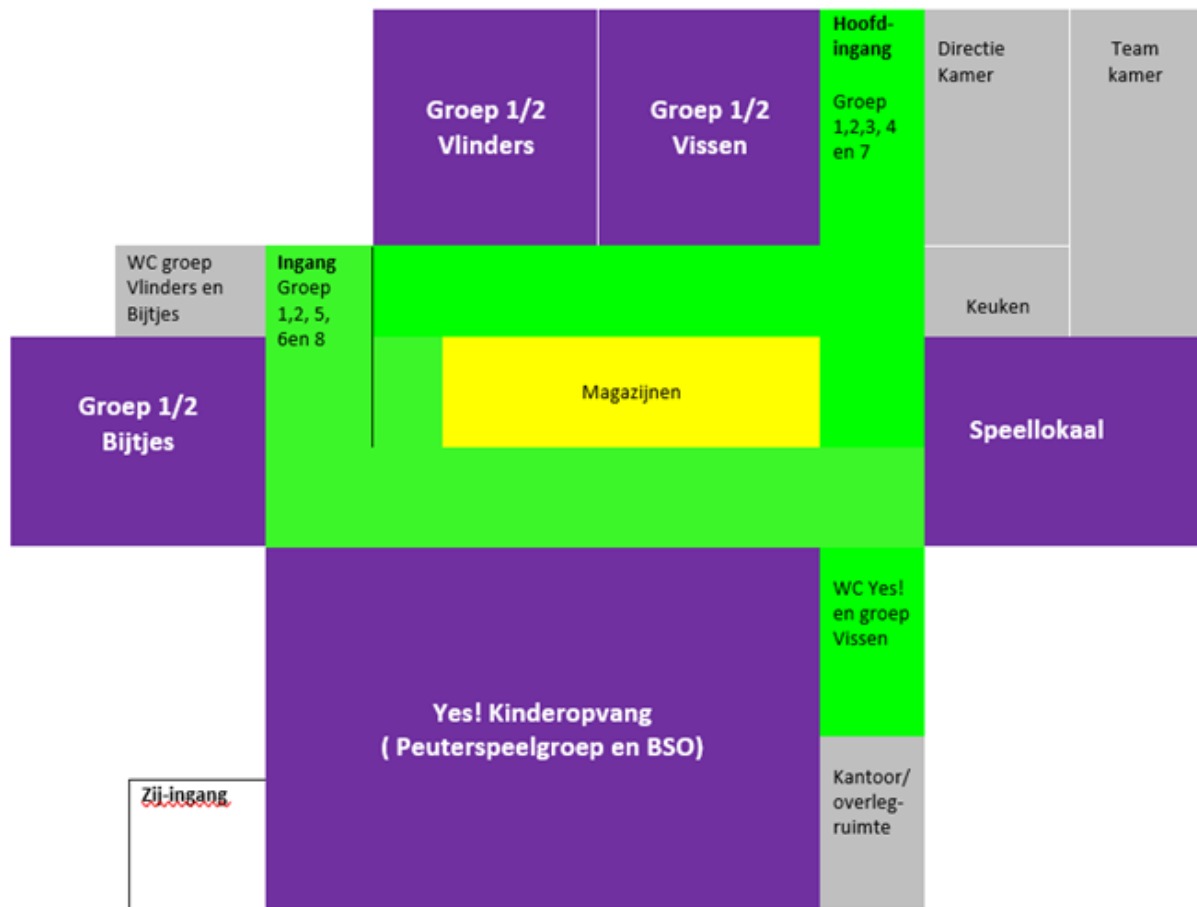 Groep 1/2
Vlinders
Groep 1/2
Vissen
Hoofd-
ingang
Groep
1,2,3, 4
en 7
Directie
Kamer
Team
kamer
WC groep
Vlinders en
Bijtjes
Ingang
Groep
1,2, 5,
6en 8
Keuken
Groep 1/2
Bijtjes
Magazijnen
Speellokaal
WC Yes!
en groep
Vissen
Yes! Kinderopvang
( Peuterspeelgroep en BSO)
Zij-ingang
Kantoor/
overleg-
ruimte